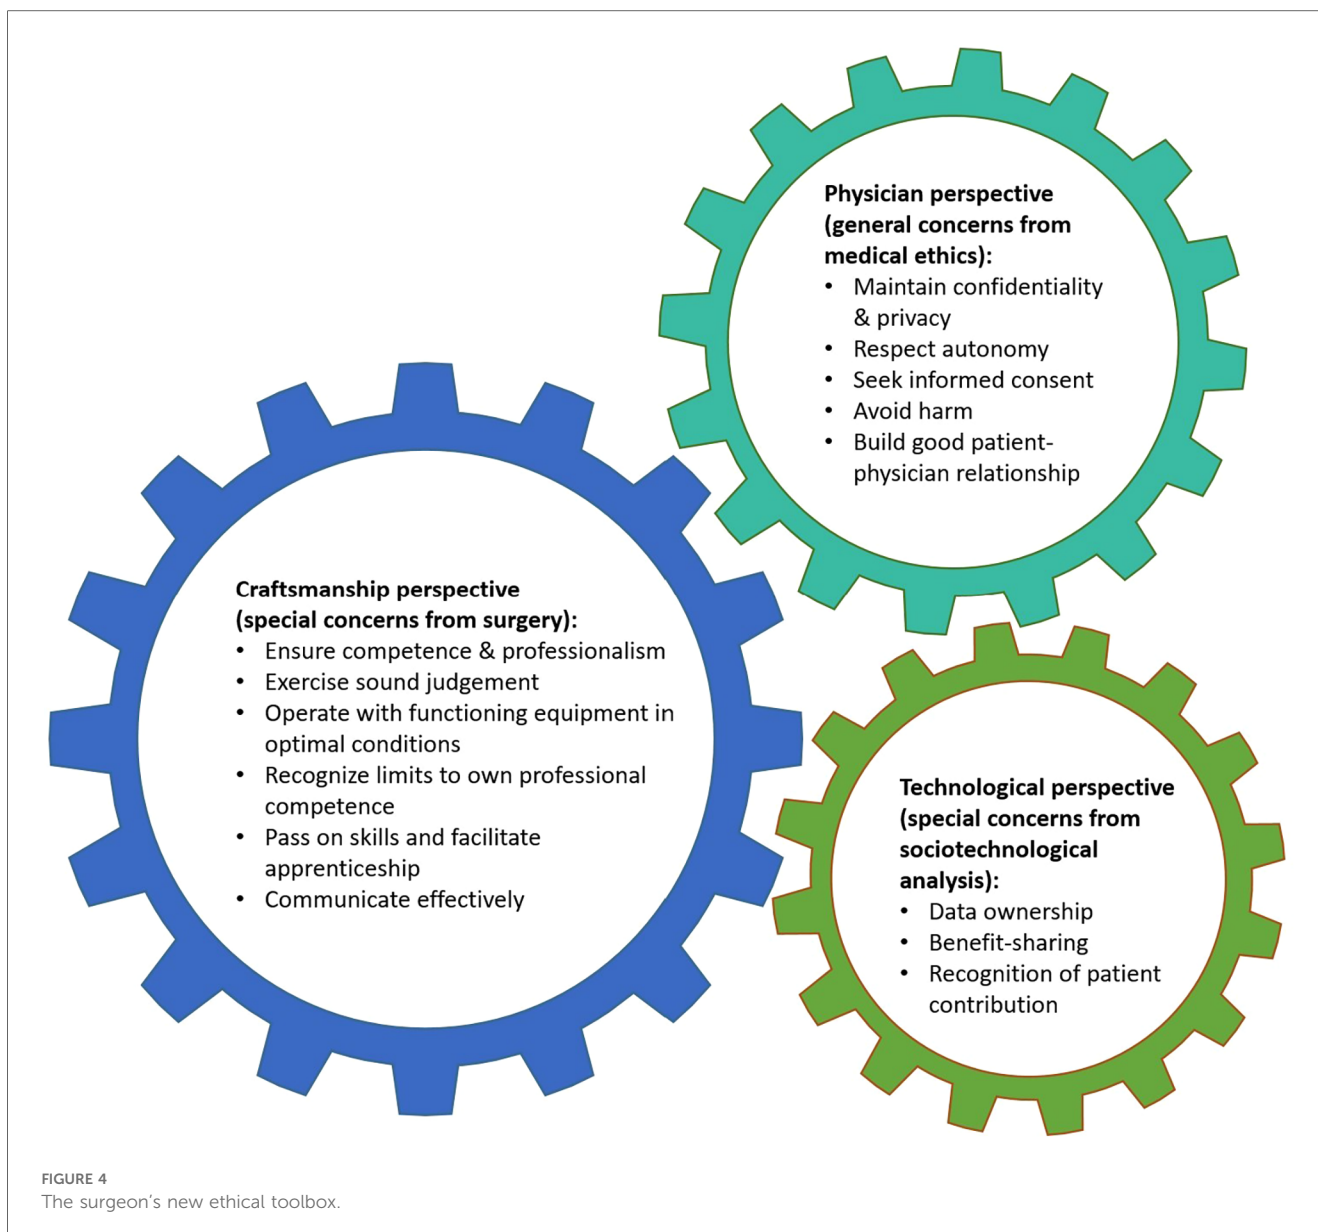 Physician perspective
(general concerns from
medical ethics):
• Maintain confidentiality
& privacy
• Respect autonomy
• Seek informed consent
• Avoid harm
• Build good patient-
physician relationship
Craftsmanship perspective
(special concerns from surgery):
• Ensure competence & professionalism
• Exercise sound judgement
• Operate with functioning equipment in
optimal conditions
• Recognize limits to own professional
competence
• Pass on skills and facilitate
apprenticeship
• Communicate effectively
Technological perspective
(special concerns from
sociotechnological
analysis):
• Data ownership
• Benefit-sharing
• Recognition of patient
contribution
FIGURE 4
The surgeon's new ethical toolbox.